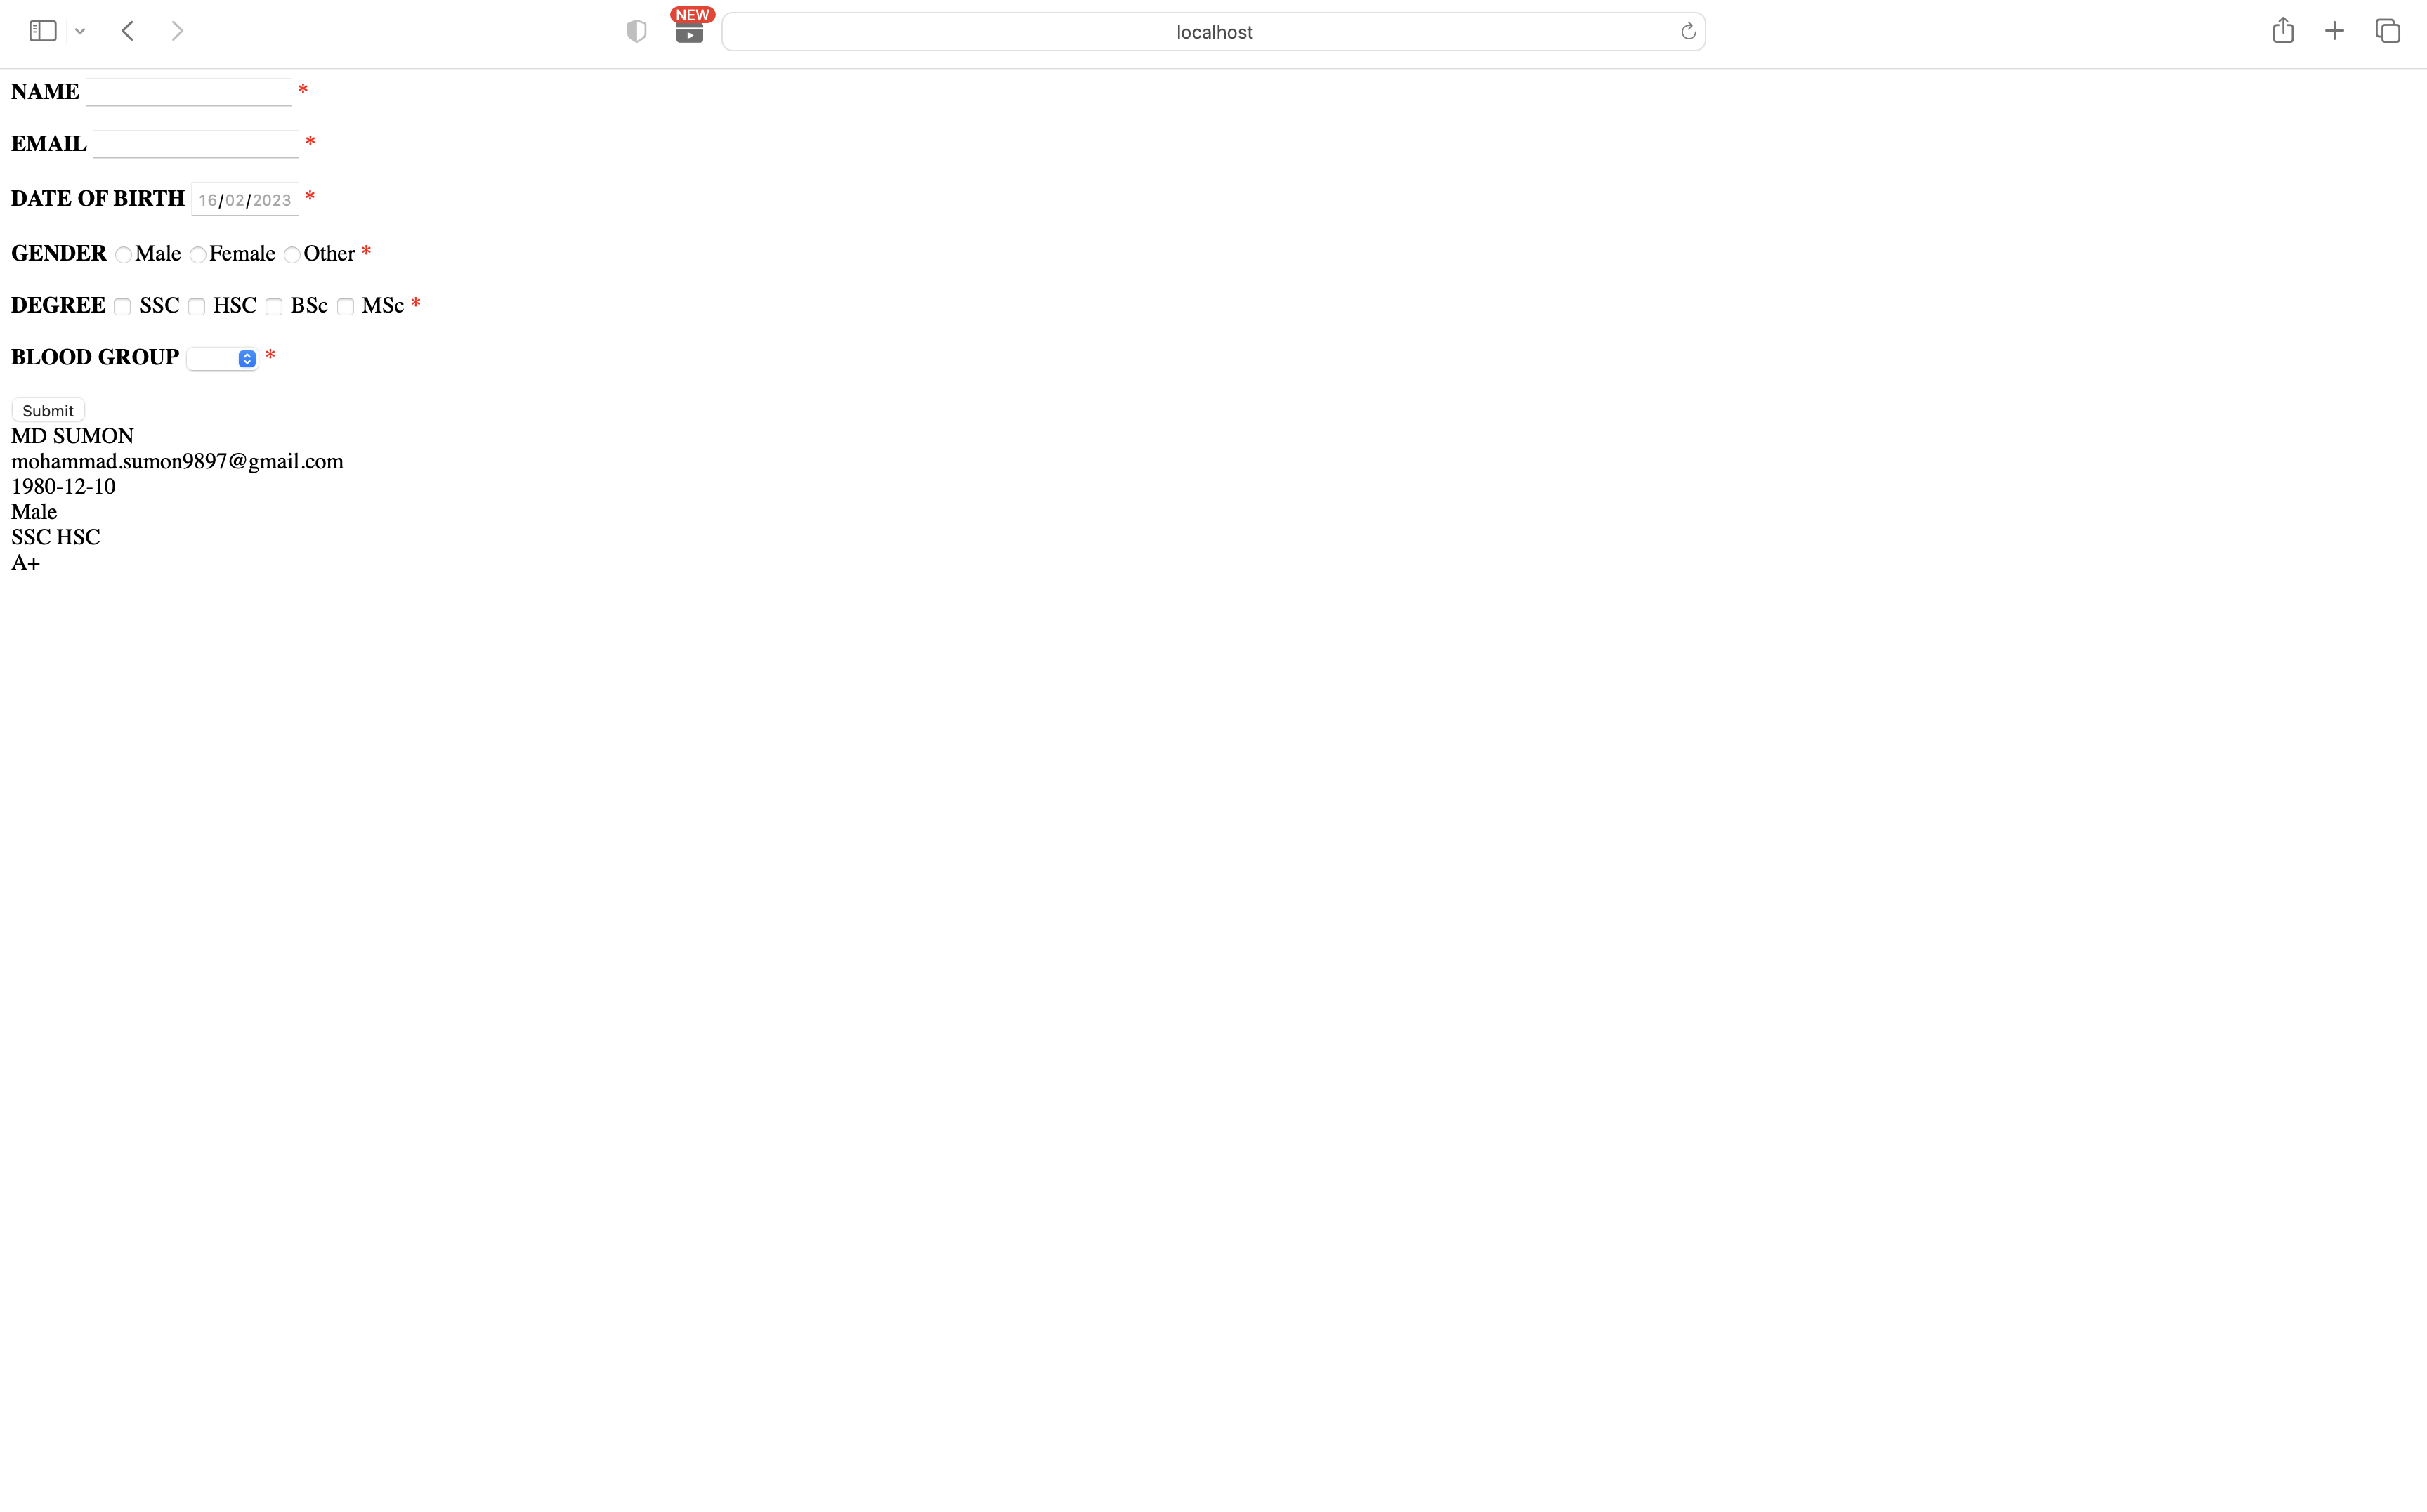 NEW
localhost
NAME *
EMAIL *
DATE OF BIRTH 16/02/2023 *
GENDER Male Female Other *
DEGREE SSC HSC BSc MSc *
BLOOD GROUP *
Submit
MD SUMON
mohammad.sumon9897@gmail.com
1980-12-10
Male
SSC HSC
A+